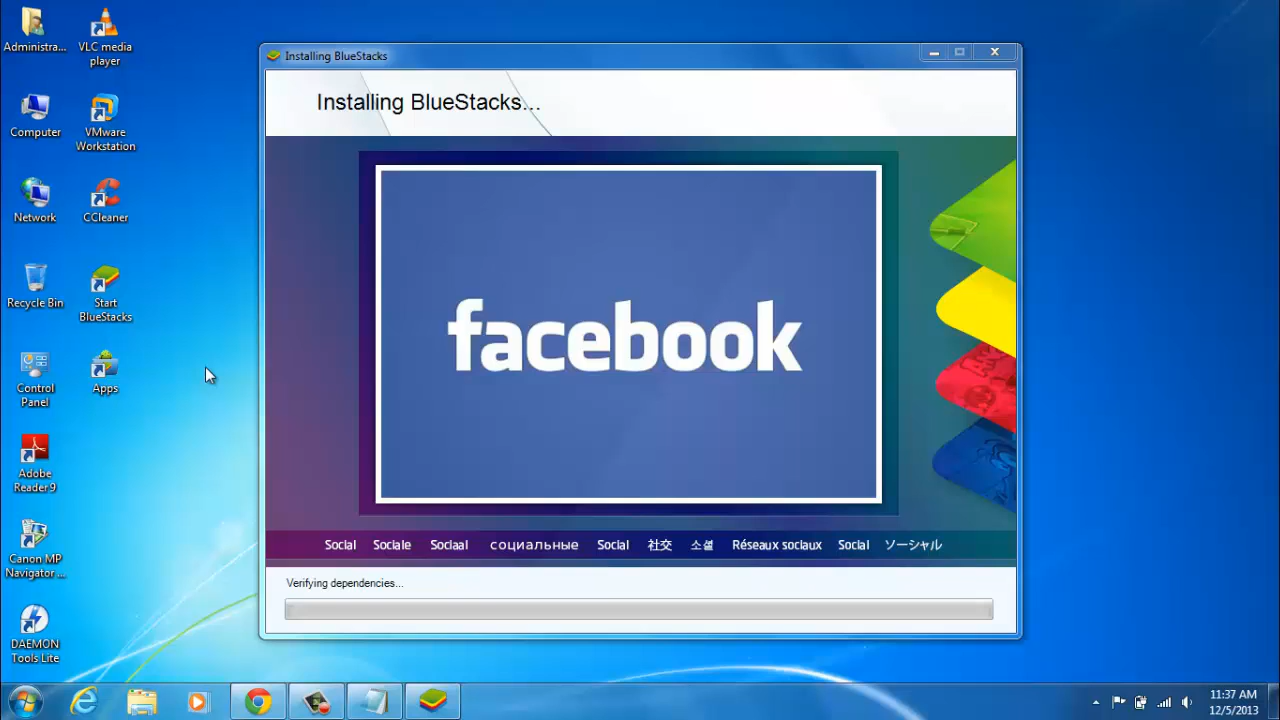 Administra...
VLC media
player
Computer
VMware
Workstation
Network
CCleaner
Recycle Bin
Start
BlueStacks
Control
Panel
Apps
Adobe
Reader 9
Canon MP
Navigator ...
DAEMON
Tools Lite
Installing BlueStacks
Installing BlueStacks...
facebook
Social Sociale Sociaal социальные Social 社交 소셜 Réseaux sociaux Social ソーシャル
Verifying dependencies...
11:37 AM
12/5/2013